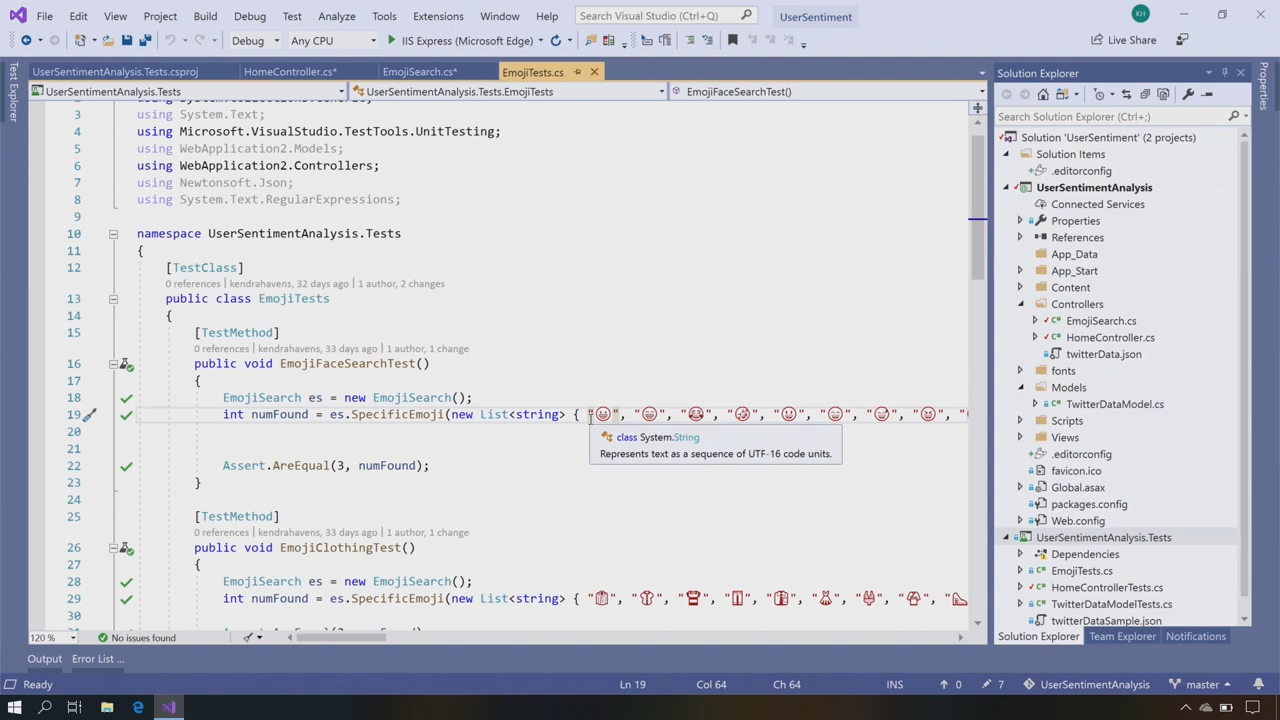 File Edit View Project Build Debug Test Analyze Tools Extensions Window Help Search Visual Studio (Ctrl+Q) UserSentiment KH
Debug Any CPU IIS Express (Microsoft Edge) Live Share
Test Explorer
UserSentimentAnalysis.Tests.csproj HomeController.cs* EmojiSearch.cs* EmojiTests.cs
UserSentimentAnalysis.Tests UserSentimentAnalysis.Tests.EmojiTests EmojiFaceSearchTest()
3 using System.Text;
4 using Microsoft.VisualStudio.TestTools.UnitTesting;
5 using WebApplication2.Models;
6 using WebApplication2.Controllers;
7 using Newtonsoft.Json;
8 using System.Text.RegularExpressions;
9
10 namespace UserSentimentAnalysis.Tests
11 {
12 [TestClass]
0 references | kendrahavens, 32 days ago | 1 author, 2 changes
13 public class EmojiTests
14 {
15 [TestMethod]
0 references | kendrahavens, 33 days ago | 1 author, 1 change
16 public void EmojiFaceSearchTest()
17 {
18 EmojiSearch es = new EmojiSearch();
19 int numFound = es.SpecificEmoji(new List<string> {
class System.String
Represents text as a sequence of UTF-16 code units.
20
21
22 Assert.AreEqual(3, numFound);
23 }
24
25 [TestMethod]
0 references | kendrahavens, 33 days ago | 1 author, 1 change
26 public void EmojiClothingTest()
27 {
28 EmojiSearch es = new EmojiSearch();
29 int numFound = es.SpecificEmoji(new List<string> {
30
120 % No issues found
Output Error List ...
Ready Ln 19 Col 64 Ch 64 INS 0 7 UserSentimentAnalysis master
Solution Explorer
Search Solution Explorer (Ctrl+;)
Solution 'UserSentiment' (2 projects)
Solution Items
.editorconfig
UserSentimentAnalysis
Connected Services
Properties
References
App_Data
App_Start
Content
Controllers
EmojiSearch.cs
HomeController.cs
twitterData.json
fonts
Models
TwitterDataModel.cs
Scripts
Views
.editorconfig
favicon.ico
Global.asax
packages.config
Web.config
UserSentimentAnalysis.Tests
Dependencies
EmojiTests.cs
HomeControllerTests.cs
TwitterDataModelTests.cs
twitterDataSample.json
Solution Explorer Team Explorer Notifications
Properties